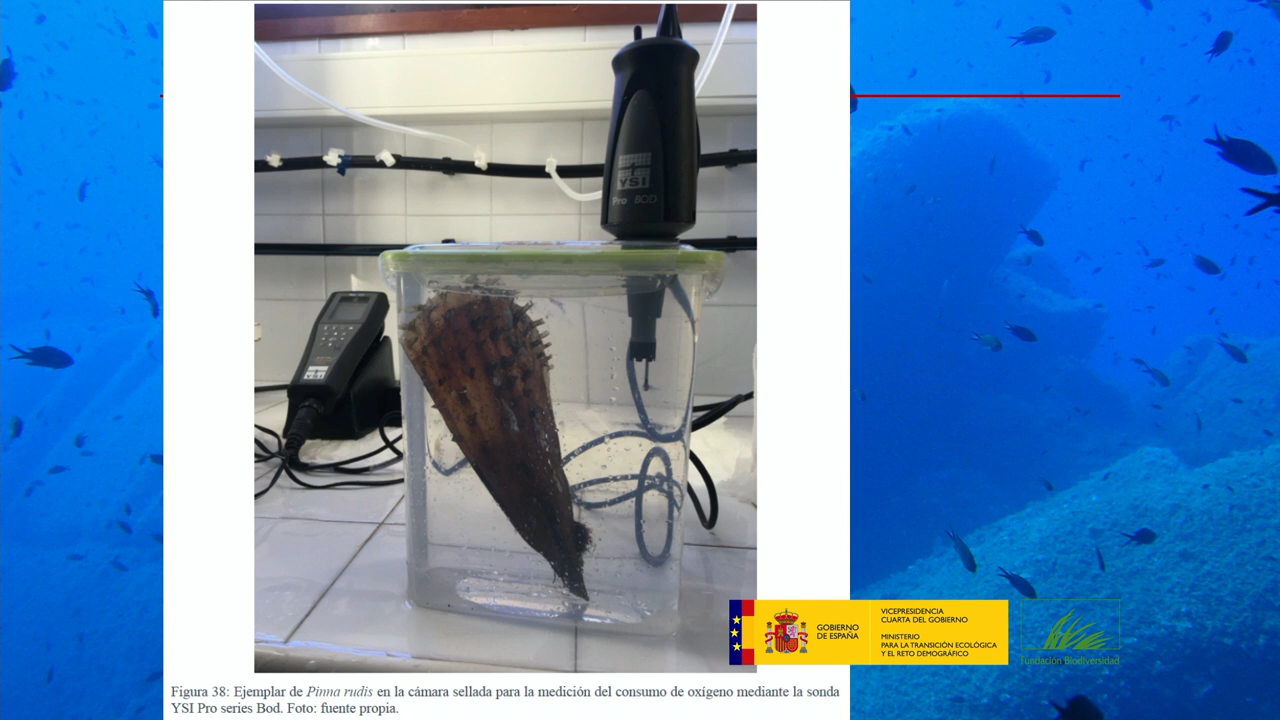 YSI
Pro BOD
YSI
GOBIERNO
DE ESPAÑA
VICEPRESIDENCIA
CUARTA DEL GOBIERNO
MINISTERIO
PARA LA TRANSICIÓN ECOLÓGICA
Y EL RETO DEMOGRÁFICO
Fundación Biodiversidad
Figura 38: Ejemplar de Pinna rudis en la cámara sellada para la medición del consumo de oxígeno mediante la sonda
YSI Pro series Bod. Foto: fuente propia.